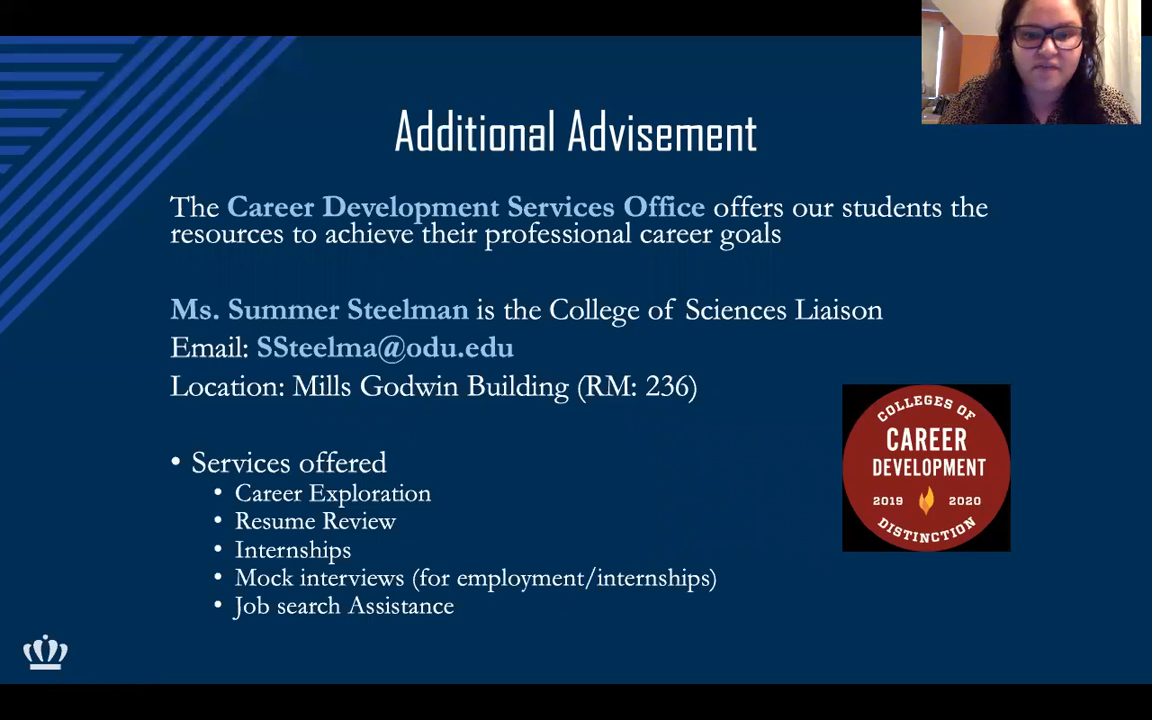 Additional Advisement
The Career Development Services Office offers our students the
resources to achieve their professional career goals
Ms. Summer Steelman is the College of Sciences Liaison
Email: SSteelma@odu.edu
Location: Mills Godwin Building (RM: 236)
• Services offered
• Career Exploration
• Resume Review
• Internships
• Mock interviews (for employment/internships)
• Job search Assistance
COLLEGES OF
CAREER
DEVELOPMENT
2019 2020
DISTINCTION